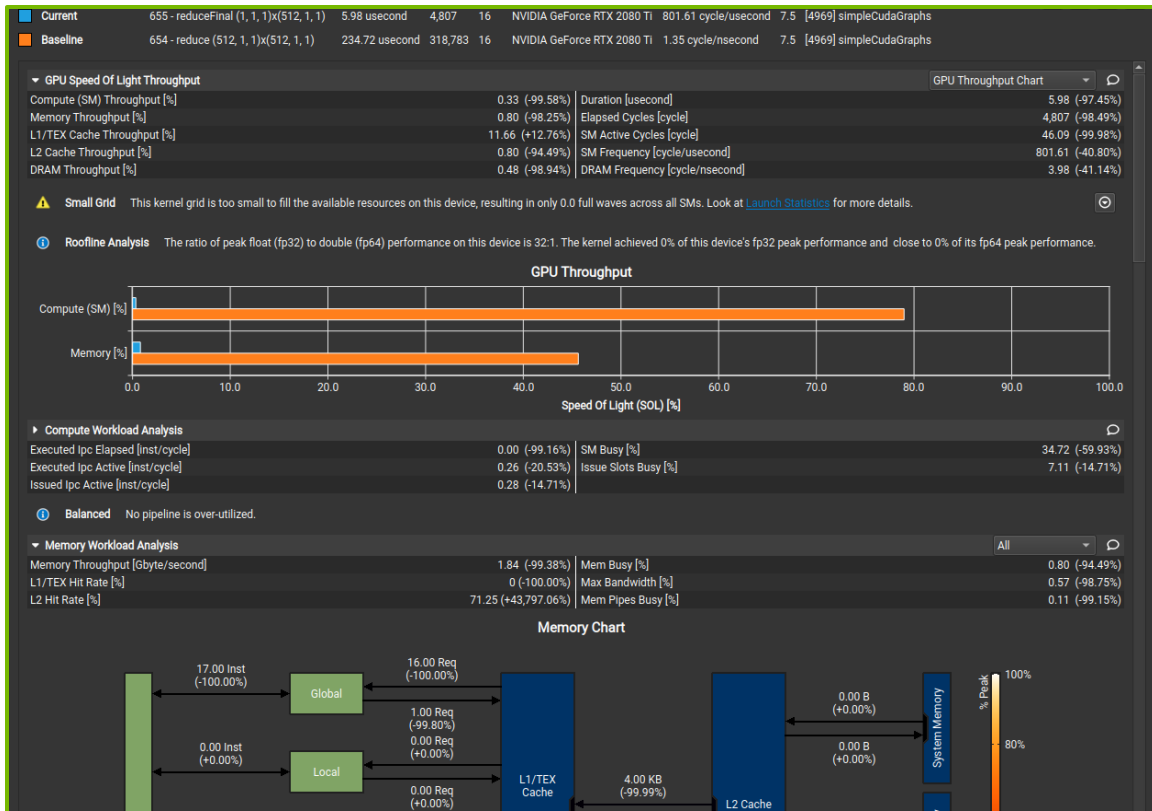 Current 655 - reduceFinal (1, 1, 1)x(512, 1, 1) 5.98 usecond 4,807 16 NVIDIA GeForce RTX 2080 Ti 801.61 cycle/usecond 7.5 [4969] simpleCudaGraphs
Baseline 654 - reduce (512, 1, 1)x(512, 1, 1) 234.72 usecond 318,783 16 NVIDIA GeForce RTX 2080 Ti 1.35 cycle/nsecond 7.5 [4969] simpleCudaGraphs
GPU Speed Of Light Throughput GPU Throughput Chart
Compute (SM) Throughput [%] 0.33 (-99.58%) Duration [usecond] 5.98 (-97.45%)
Memory Throughput [%] 0.80 (-98.25%) Elapsed Cycles [cycle] 4,807 (-98.49%)
L1/TEX Cache Throughput [%] 11.66 (+12.76%) SM Active Cycles [cycle] 46.09 (-99.98%)
L2 Cache Throughput [%] 0.80 (-94.49%) SM Frequency [cycle/usecond] 801.61 (-40.80%)
DRAM Throughput [%] 0.48 (-98.94%) DRAM Frequency [cycle/nsecond] 3.98 (-41.14%)
Small Grid This kernel grid is too small to fill the available resources on this device, resulting in only 0.0 full waves across all SMs. Look at Launch Statistics for more details.
Roofline Analysis The ratio of peak float (fp32) to double (fp64) performance on this device is 32:1. The kernel achieved 0% of this device's fp32 peak performance and close to 0% of its fp64 peak performance.
GPU Throughput
Compute (SM) [%]
Memory [%]
0.0 10.0 20.0 30.0 40.0 50.0 60.0 70.0 80.0 90.0 100.0
Speed Of Light (SOL) [%]
Compute Workload Analysis
Executed Ipc Elapsed [inst/cycle] 0.00 (-99.16%) SM Busy [%] 34.72 (-59.93%)
Executed Ipc Active [inst/cycle] 0.26 (-20.53%) Issue Slots Busy [%] 7.11 (-14.71%)
Issued Ipc Active [inst/cycle] 0.28 (-14.71%)
Balanced No pipeline is over-utilized.
Memory Workload Analysis All
Memory Throughput [Gbyte/second] 1.84 (-99.38%) Mem Busy [%] 0.80 (-94.49%)
L1/TEX Hit Rate [%] 0 (-100.00%) Max Bandwidth [%] 0.57 (-98.75%)
L2 Hit Rate [%] 71.25 (+43,797.06%) Mem Pipes Busy [%] 0.11 (-99.15%)
Memory Chart
17.00 Inst
(-100.00%)
Global
16.00 Req
(-100.00%)
1.00 Req
(-99.80%)
0.00 Inst
(+0.00%)
Local
0.00 Req
(+0.00%)
0.00 Req
(+0.00%)
L1/TEX
Cache
4.00 KB
(-99.99%)
L2 Cache
0.00 B
(+0.00%)
0.00 B
(+0.00%)
System Memory
% Peak
100%
80%